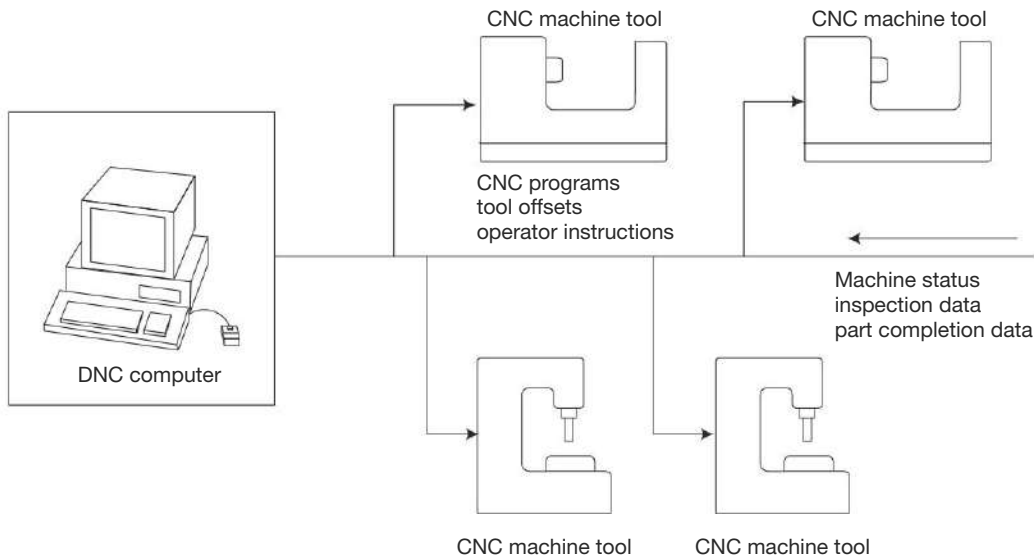 CNC machine tool
CNC machine tool
CNC programs
tool offsets
operator instructions
Machine status
inspection data
part completion data
DNC computer
CNC machine tool
CNC machine tool